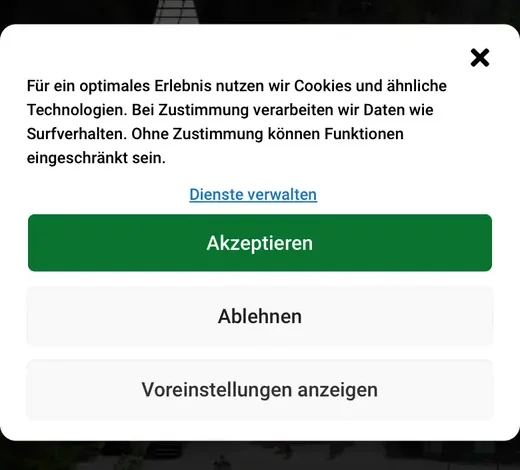 Für ein optimales Erlebnis nutzen wir Cookies und ähnliche
Technologien. Bei Zustimmung verarbeiten wir Daten wie
Surfverhalten. Ohne Zustimmung können Funktionen
eingeschränkt sein.
Dienste verwalten
Akzeptieren
Ablehnen
Voreinstellungen anzeigen